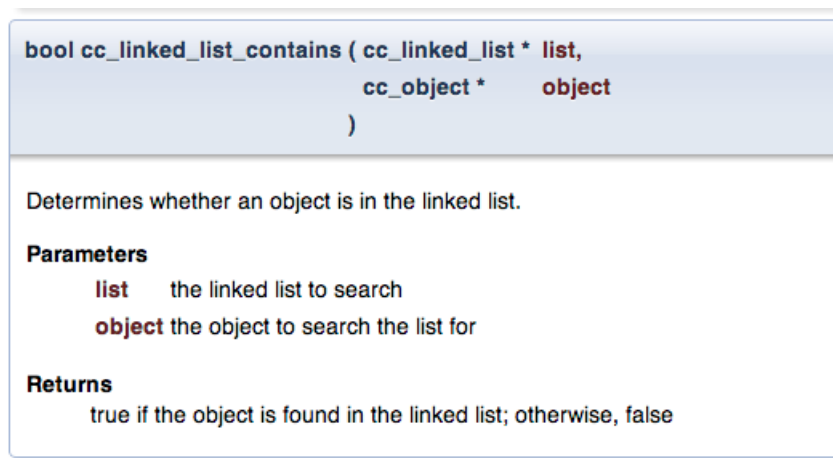 bool cc_linked_list_contains ( cc_linked_list * list,
cc_object * object
)
Determines whether an object is in the linked list.
Parameters
list the linked list to search
object the object to search the list for
Returns
true if the object is found in the linked list; otherwise, false